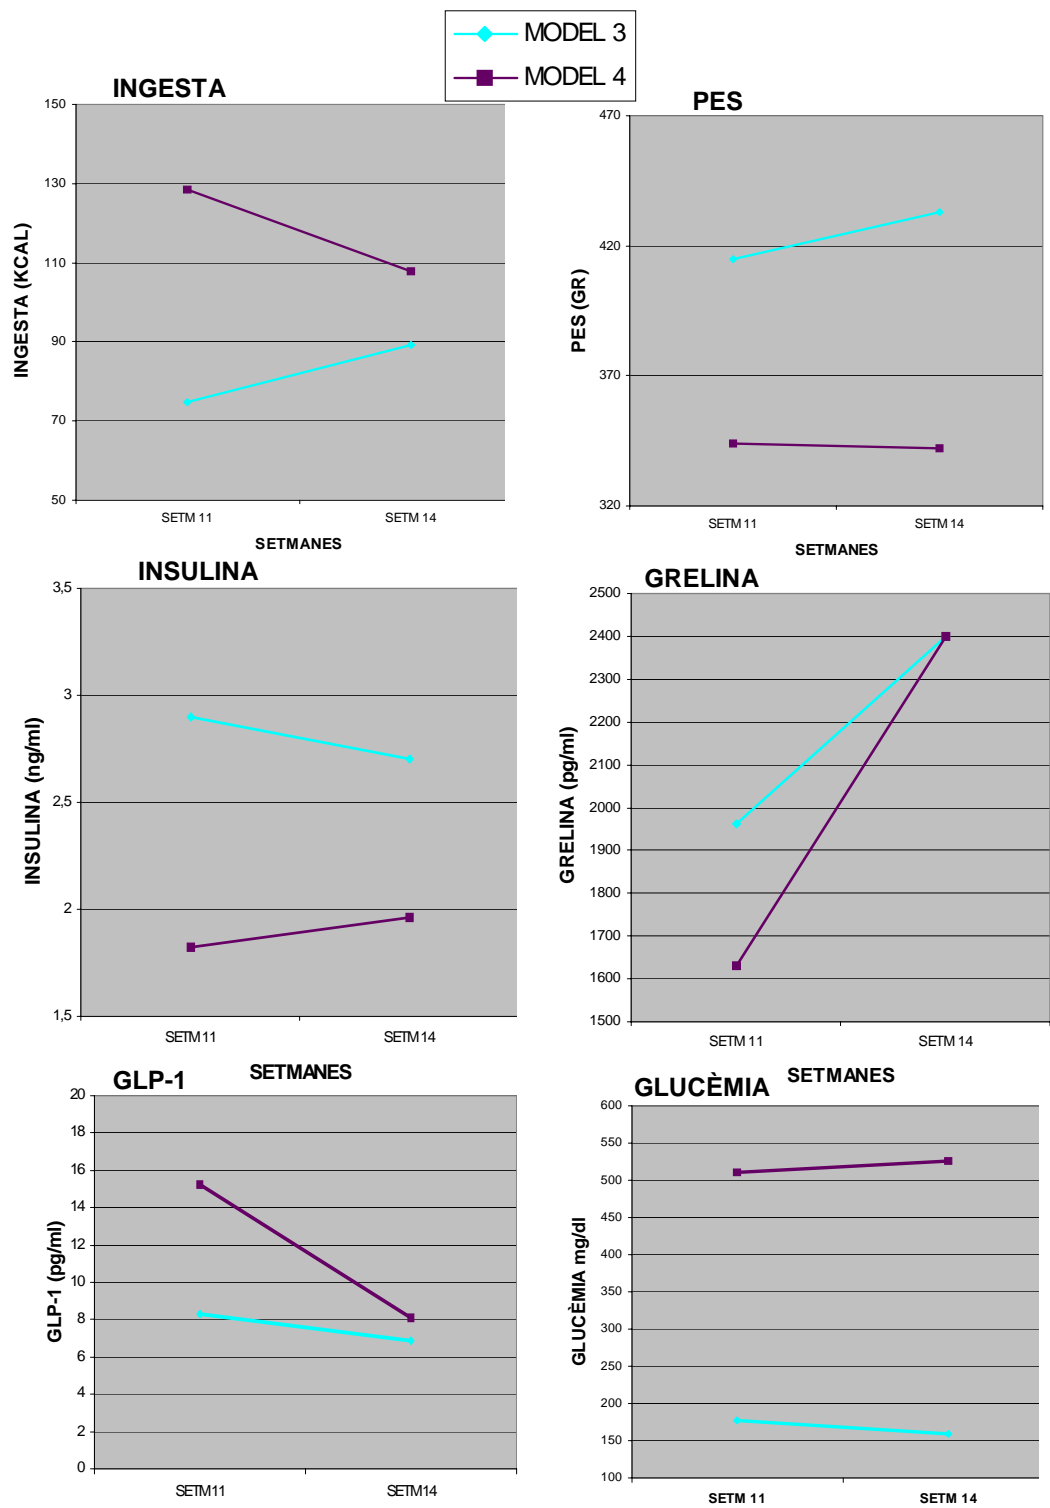 MODEL 3
MODEL 4
INGESTA
150
130
110
90
70
50
INGESTA (KCAL)
SETM 11
SETM 14
SETMANES
PES
470
420
370
320
PES (GR)
SETM 11
SETM 14
SETMANES
INSULINA
3,5
3
2,5
2
1,5
INSULINA (ng/ml)
SETM11
SETM14
SETMANES
GRELINA
2500
2400
2300
2200
2100
2000
1900
1800
1700
1600
1500
GRELINA (pg/ml)
SETM 11
SETM 14
SETMANES
GLP-1
20
18
16
14
12
10
8
6
4
2
0
GLP-1 (pg/ml)
SETM11
SETM14
GLUCÈMIA
600
550
500
450
400
350
300
250
200
150
100
GLUCÈMIA mg/dl
SETM 11
SETM 14